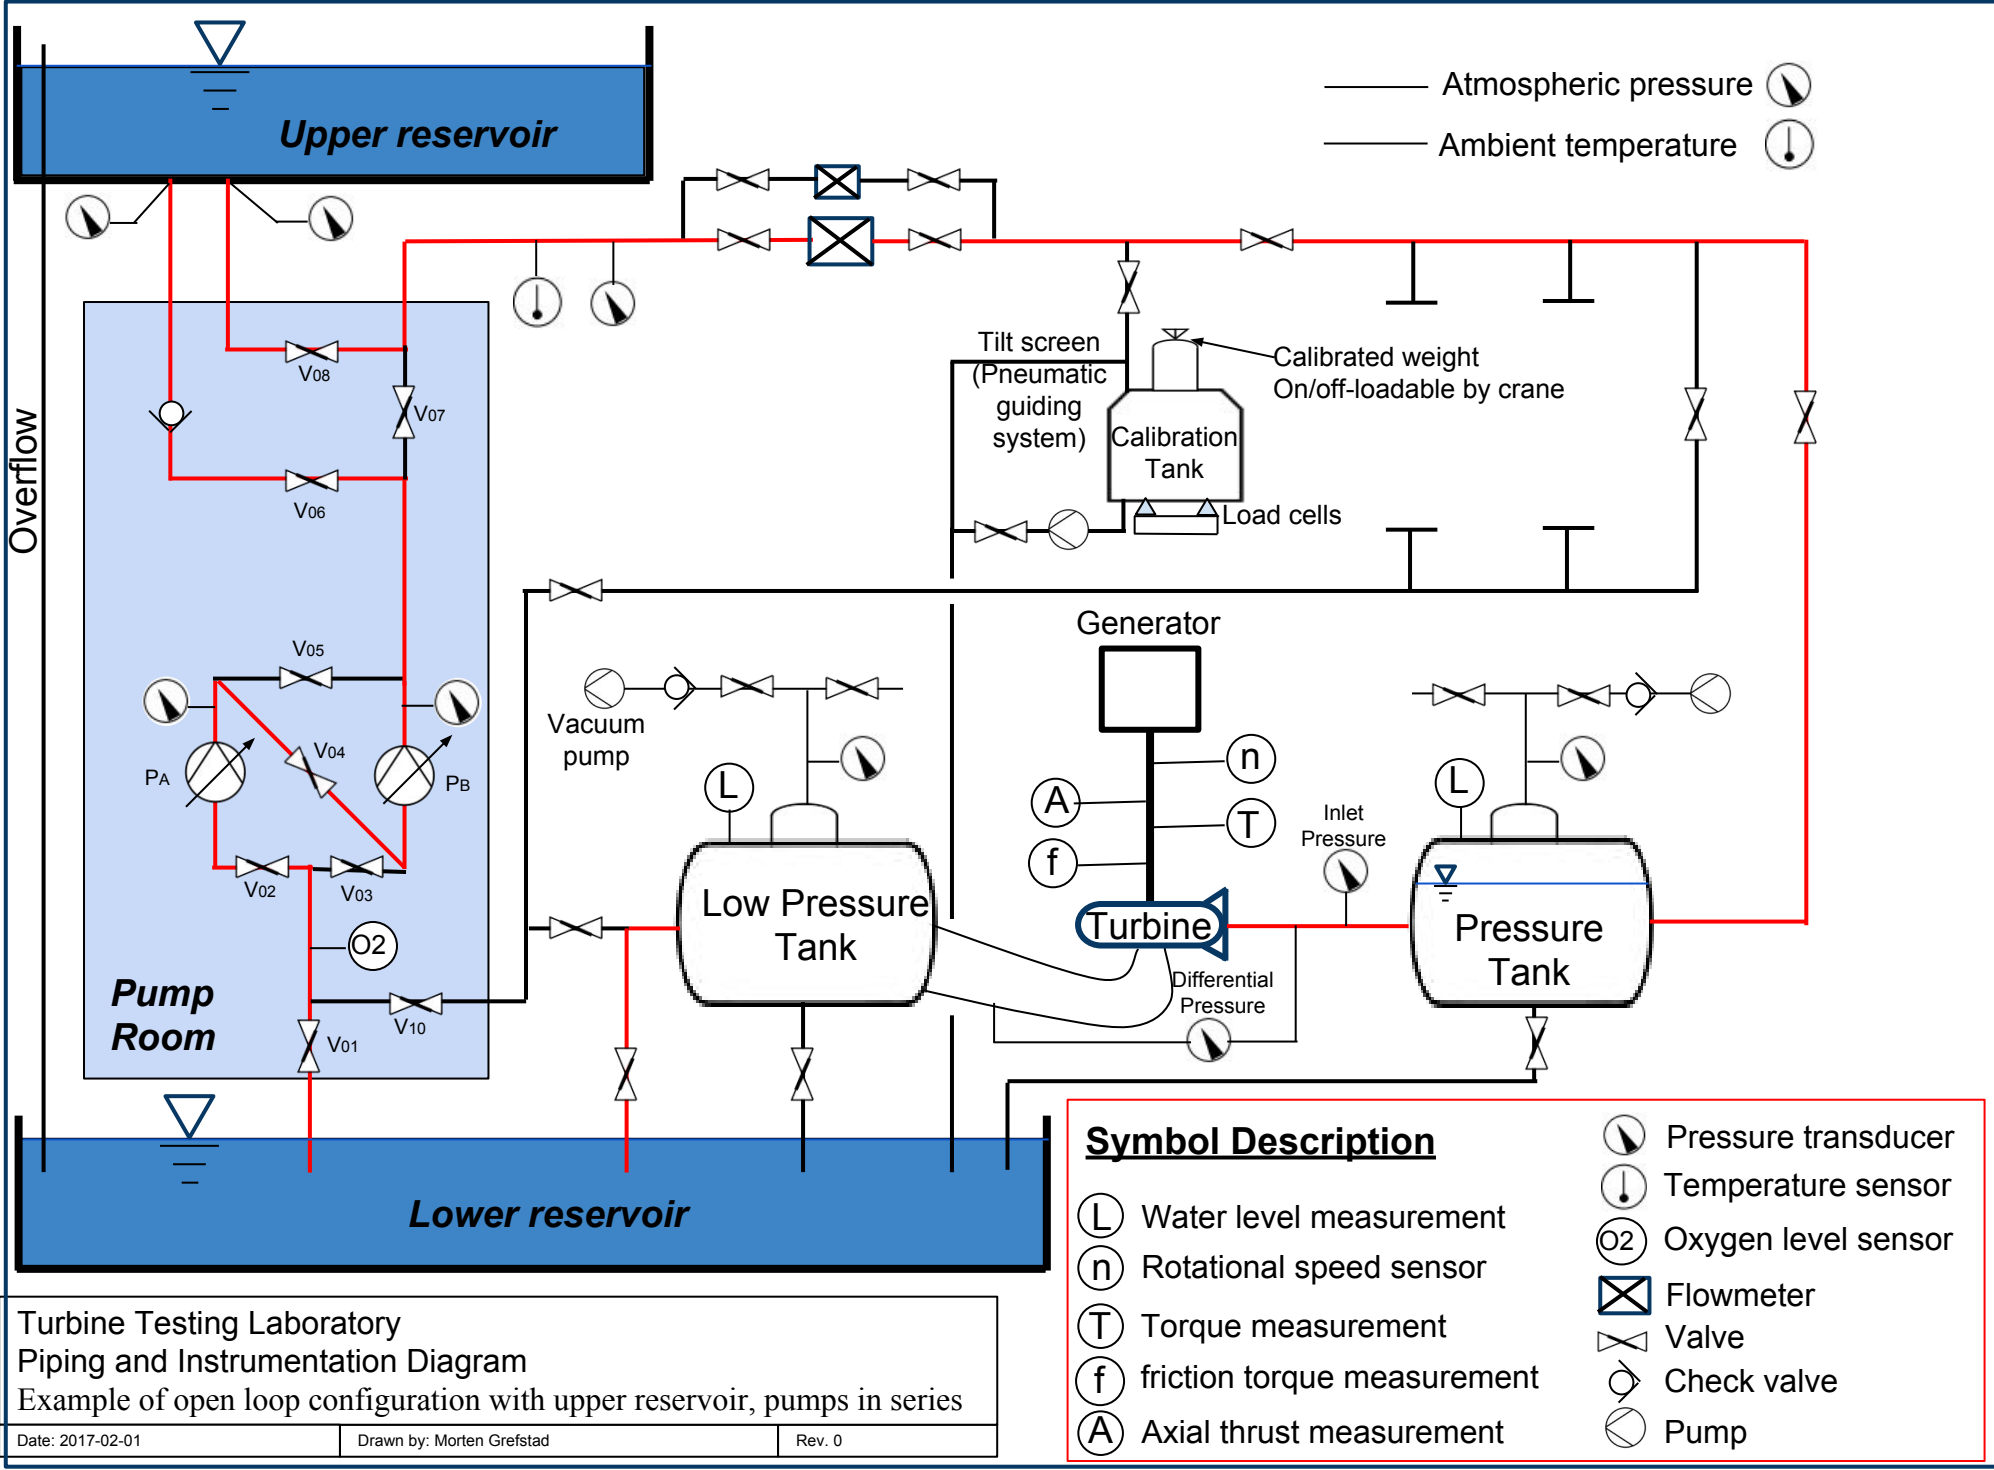 Upper reservoir
Atmospheric pressure
Ambient temperature
Overflow
V08
V07
V06
Tilt screen
(Pneumatic
guiding
system)
Calibrated weight
On/off-loadable by crane
Calibration
Tank
Load cells
V05
V04
PA
PB
V02
V03
O2
V10
V01
Pump
Room
Vacuum
pump
L
Low Pressure
Tank
Generator
n
A
T
f
Turbine
Inlet
Pressure
Differential
Pressure
L
Pressure
Tank
Lower reservoir
Symbol Description
L Water level measurement
n Rotational speed sensor
T Torque measurement
f friction torque measurement
A Axial thrust measurement
Pressure transducer
Temperature sensor
O2 Oxygen level sensor
Flowmeter
Valve
Check valve
Pump
Turbine Testing Laboratory
Piping and Instrumentation Diagram
Example of open loop configuration with upper reservoir, pumps in series
Date: 2017-02-01
Drawn by: Morten Grefstad
Rev. 0